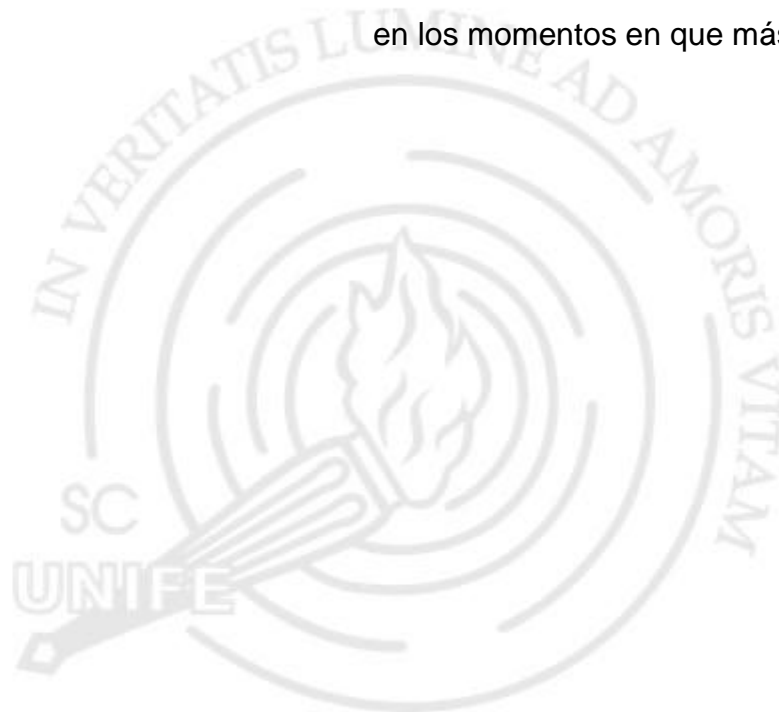 en los momentos en que más
IN VERITATIS LUMINE AD AMORIS VITAM
SC
UNIFE